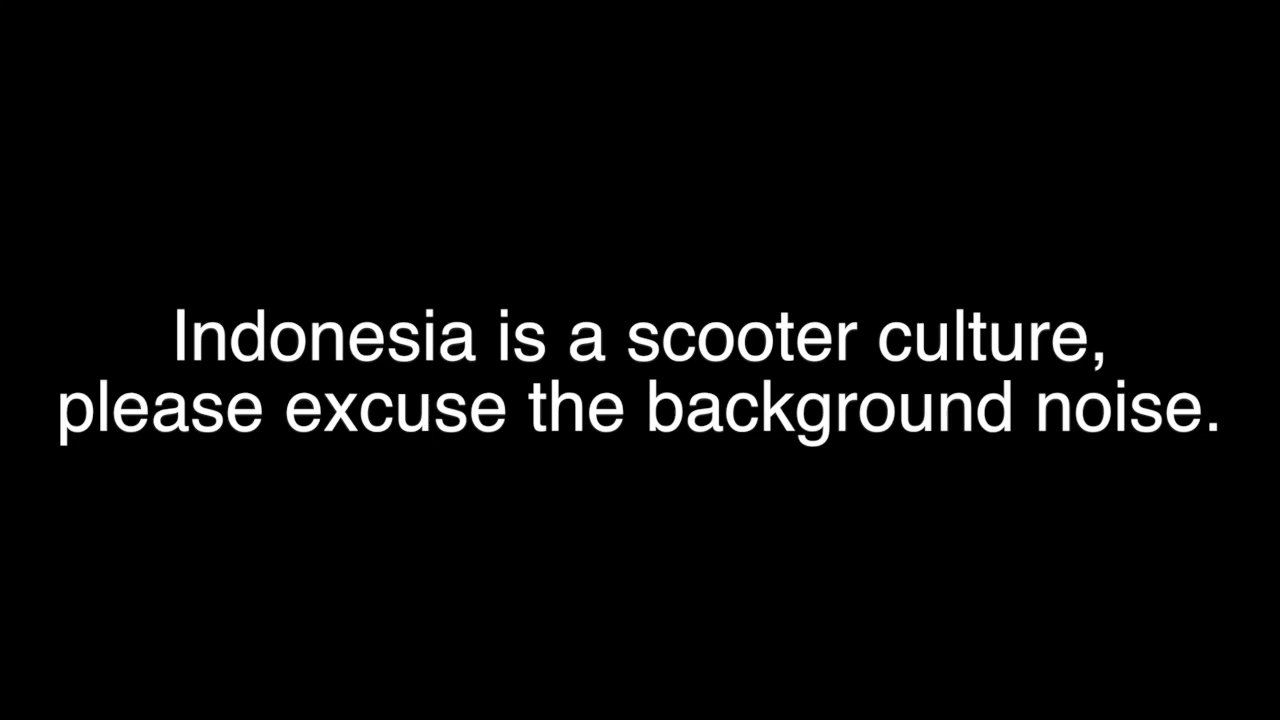 Indonesia is a scooter culture,
please excuse the background noise.